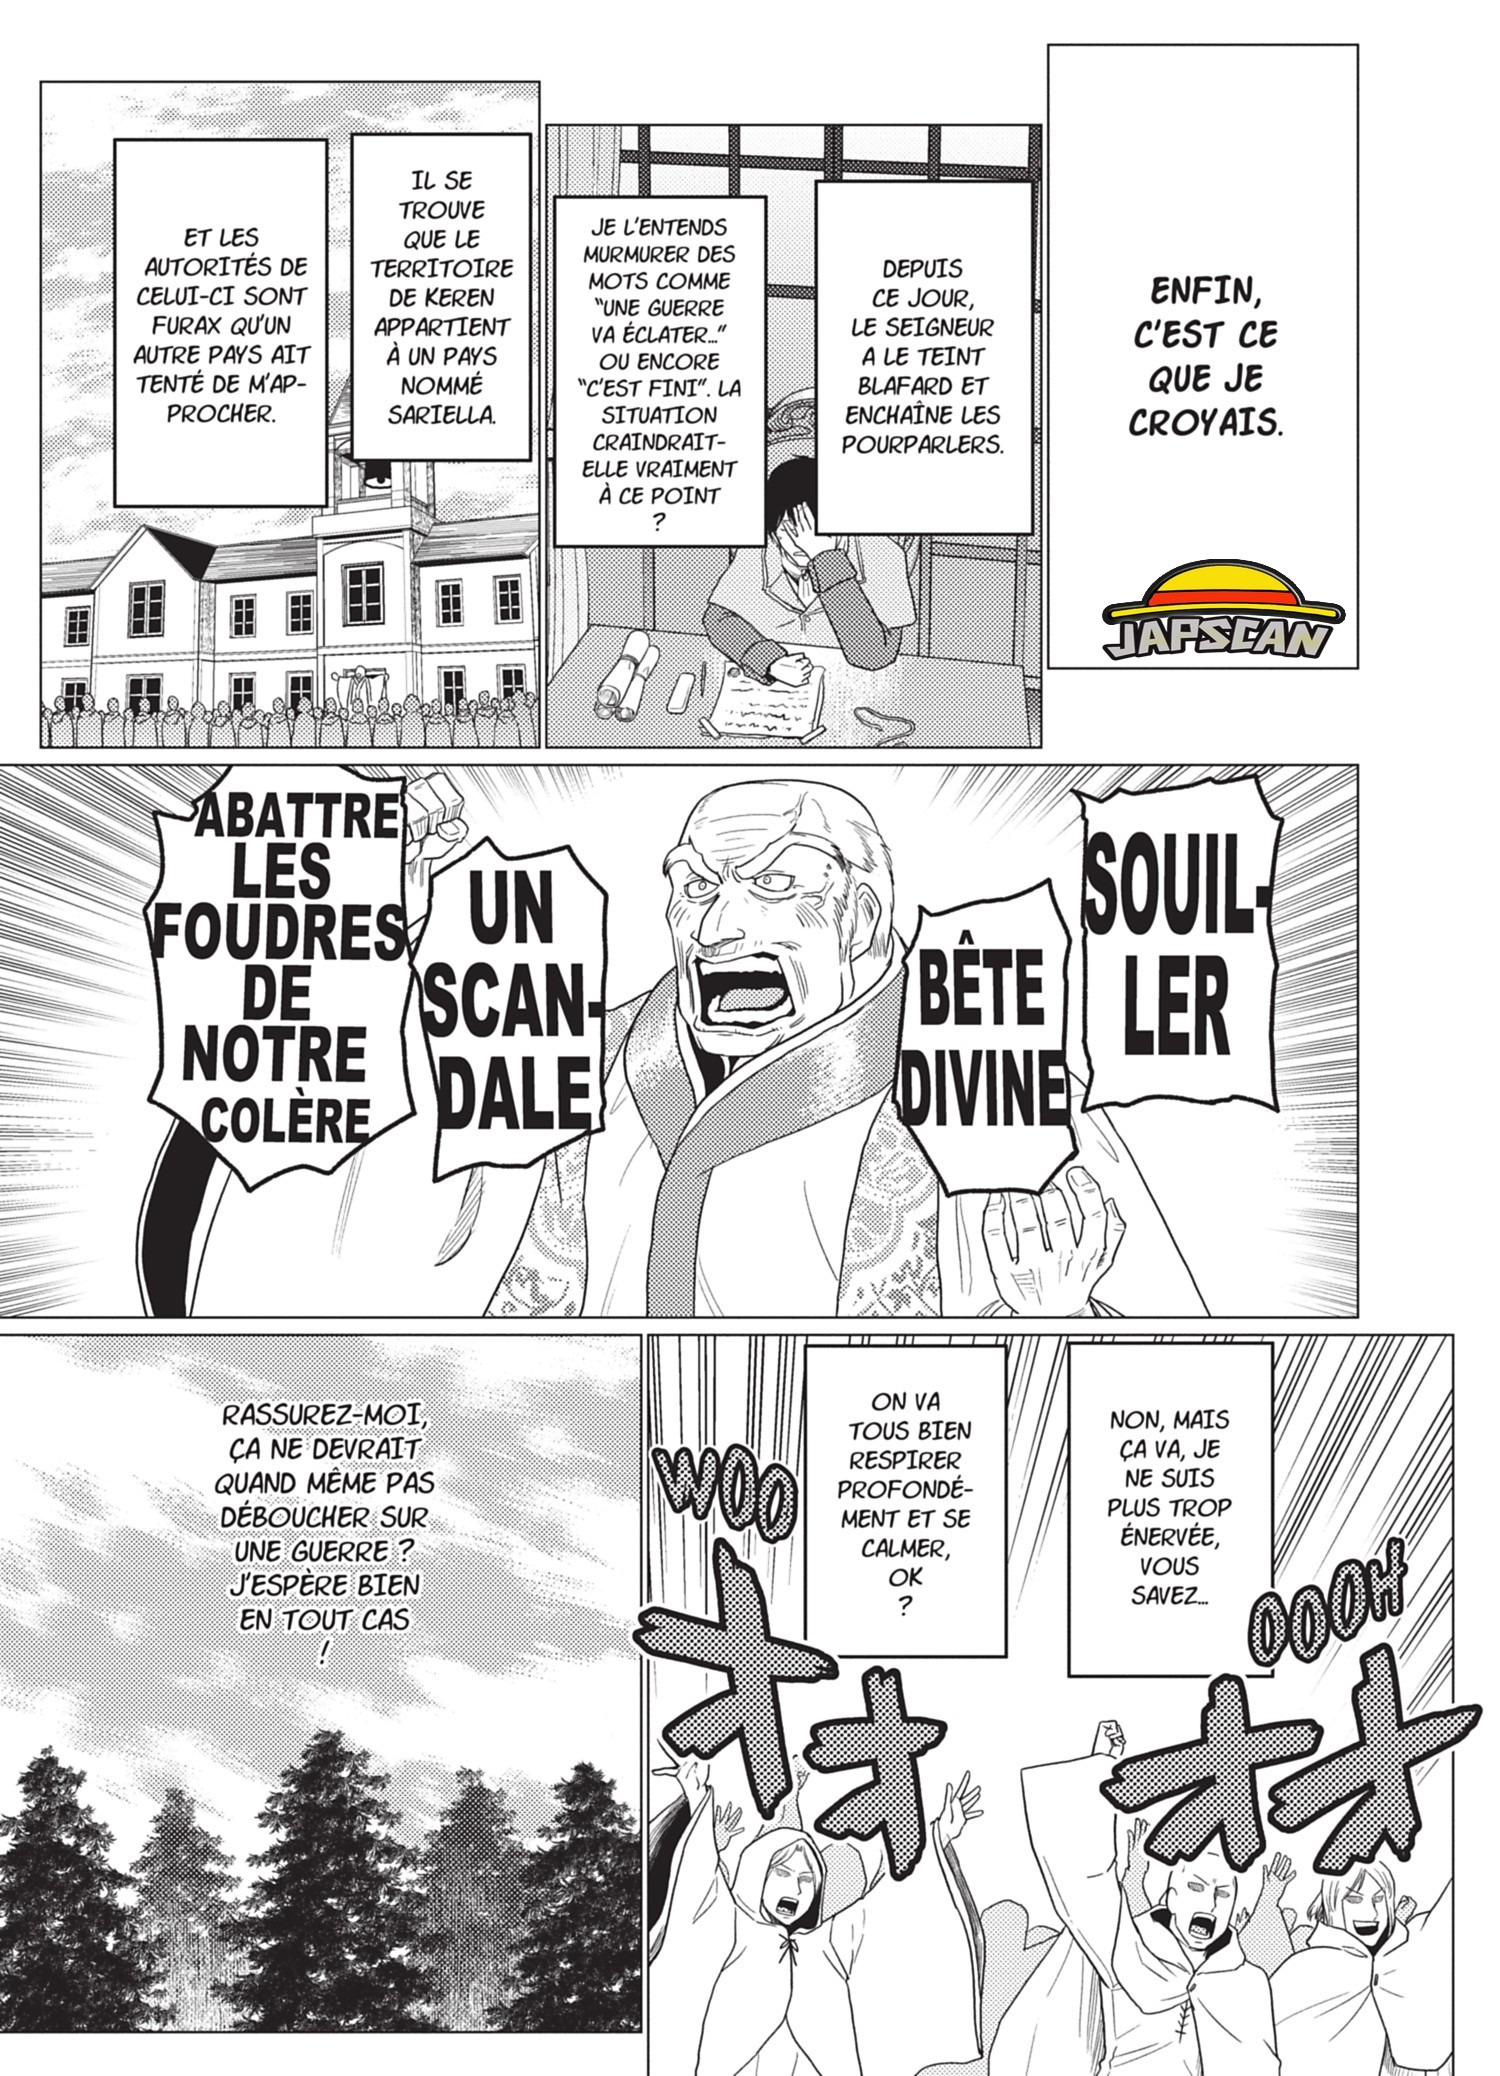 ENFIN,
C'EST CE
QUE JE
CROYAIS.
JAPSCAN
DEPUIS
CE JOUR,
LE SEIGNEUR
A LE TEINT
BLAFARD ET
ENCHAÎNE LES
POURPARLERS.
JE L'ENTENDS
MURMURER DES
MOTS COMME
"UNE GUERRE
VA ÉCLATER..."
OU ENCORE
"C'EST FINI". LA
SITUATION
CRAINDRAIT-
ELLE VRAIMENT
À CE POINT
?
IL SE
TROUVE
QUE LE
TERRITOIRE
DE KEREN
APPARTIENT
À UN PAYS
NOMMÉ
SARIELLA.
ET LES
AUTORITÉS DE
CELUI-CI SONT
FURAX QU'UN
AUTRE PAYS AIT
TENTÉ DE M'AP-
PROCHER.
SOUIL-
LER
BÊTE
DIVINE
UN
SCAN-
DALE
ABATTRE
LES
FOUDRES
DE
NOTRE
COLÈRE
NON, MAIS
ÇA VA, JE
NE SUIS
PLUS TROP
ÉNERVÉE,
VOUS
SAVEZ...
ON VA
TOUS BIEN
RESPIRER
PROFONDÉ-
MENT ET SE
CALMER,
OK
?
WOO
OOOH
オオ
オオ
RASSUREZ-MOI,
ÇA NE DEVRAIT
QUAND MÊME PAS
DÉBOUCHER SUR
UNE GUERRE ?
J'ESPÈRE BIEN
EN TOUT CAS
!